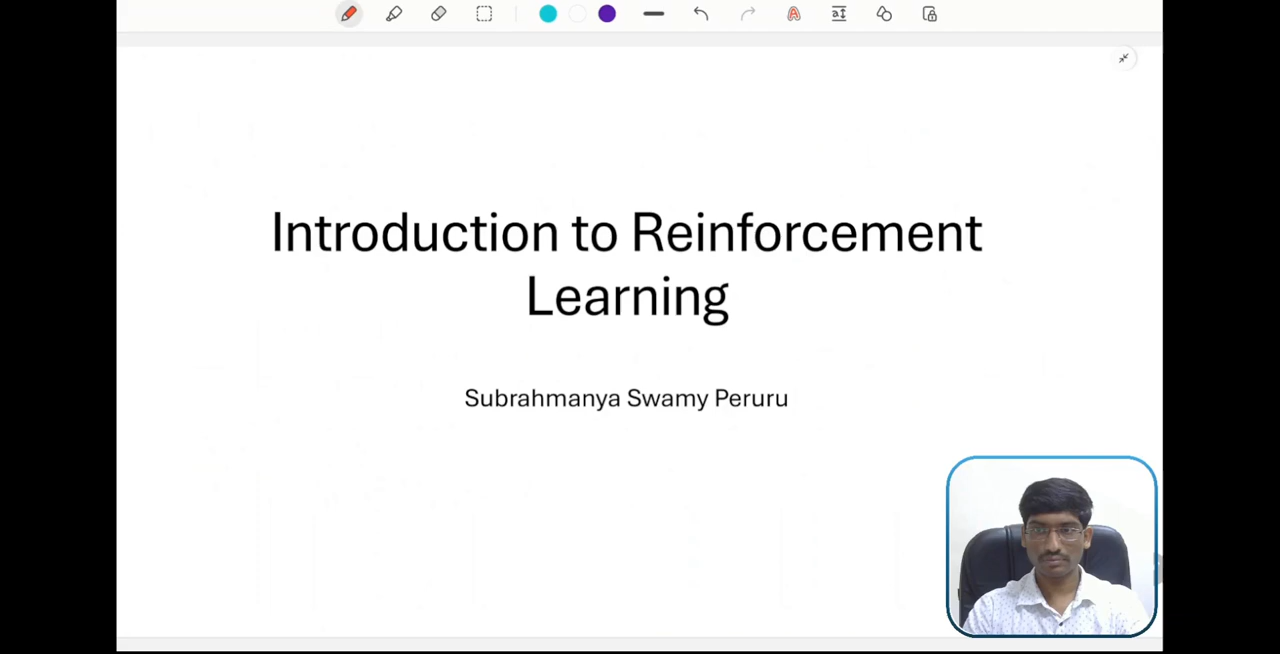 Introduction to Reinforcement
Learning
Subrahmanya Swamy Peruru